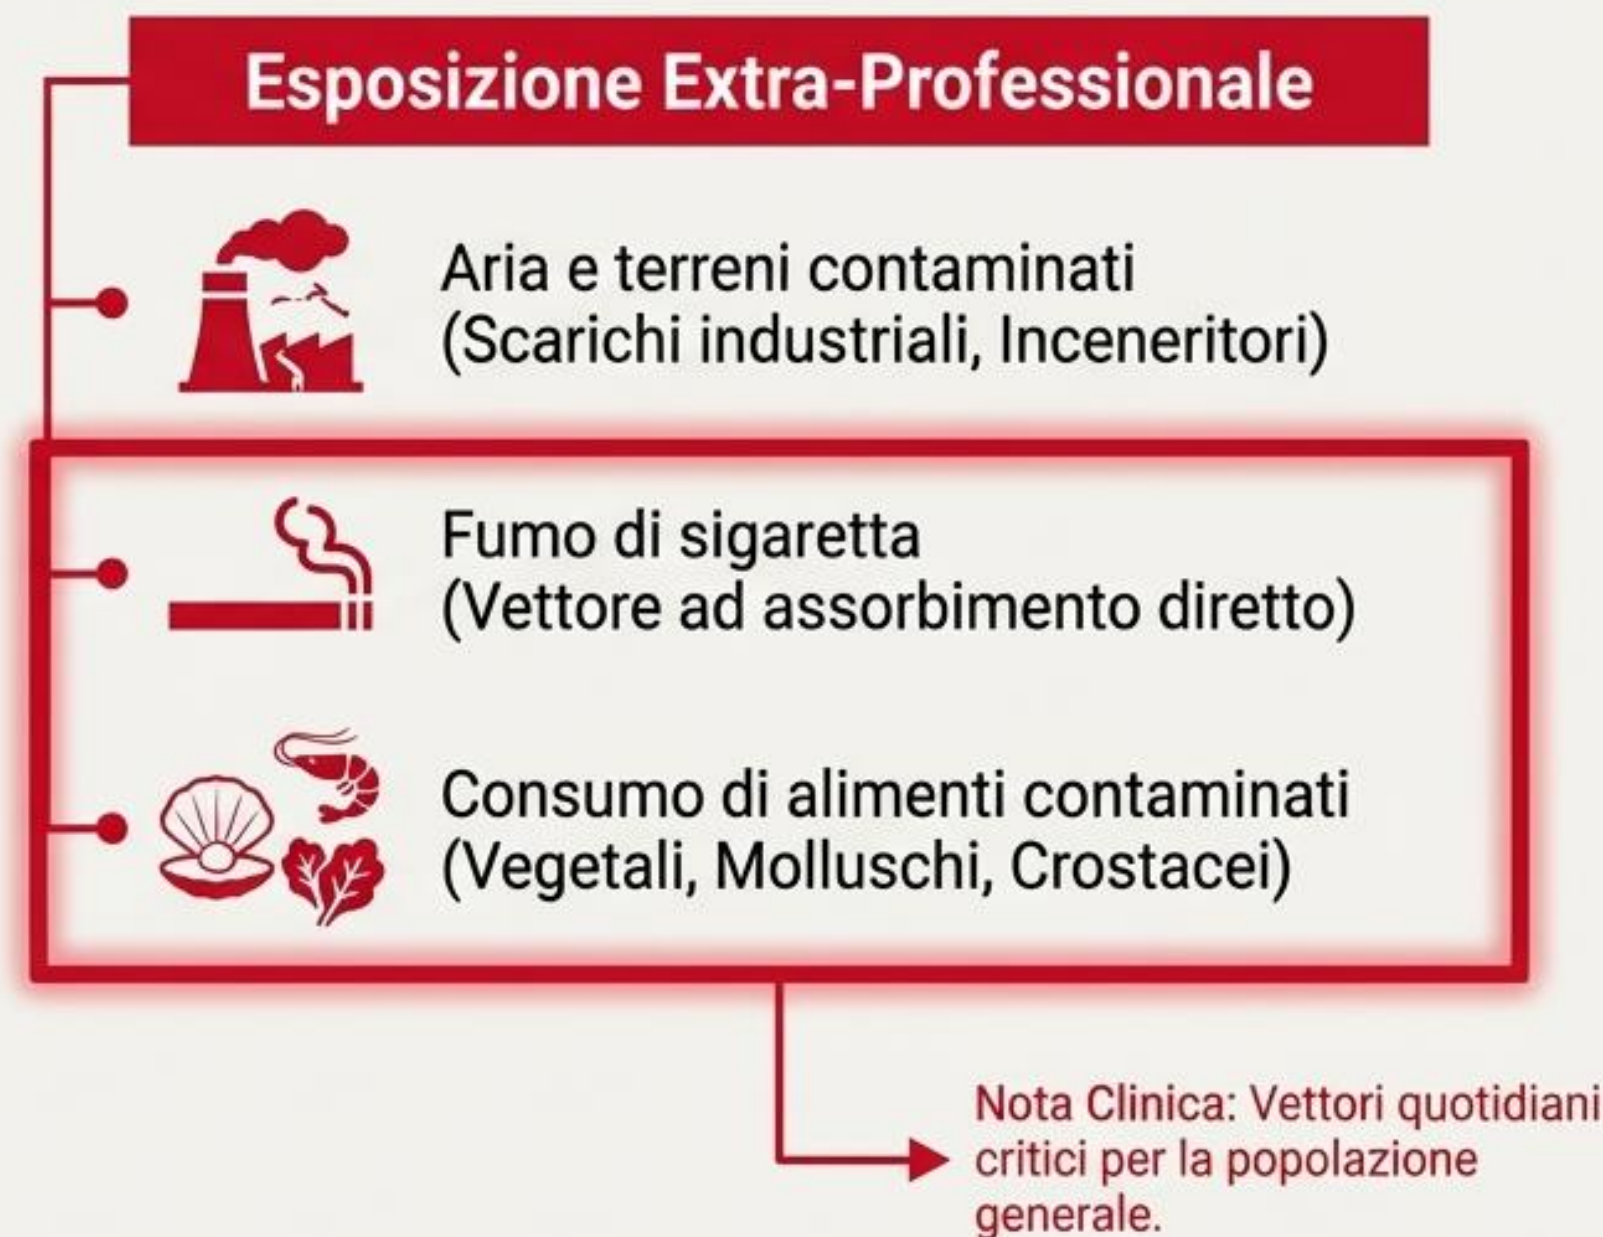 Esposizione Extra-Professionale
Aria e terreni contaminati
(Scarichi industriali, Inceneritori)
Fumo di sigaretta
(Vettore ad assorbimento diretto)
Consumo di alimenti contaminati
(Vegetali, Molluschi, Crostacei)
Nota Clinica: Vettori quotidiani
critici per la popolazione
generale.